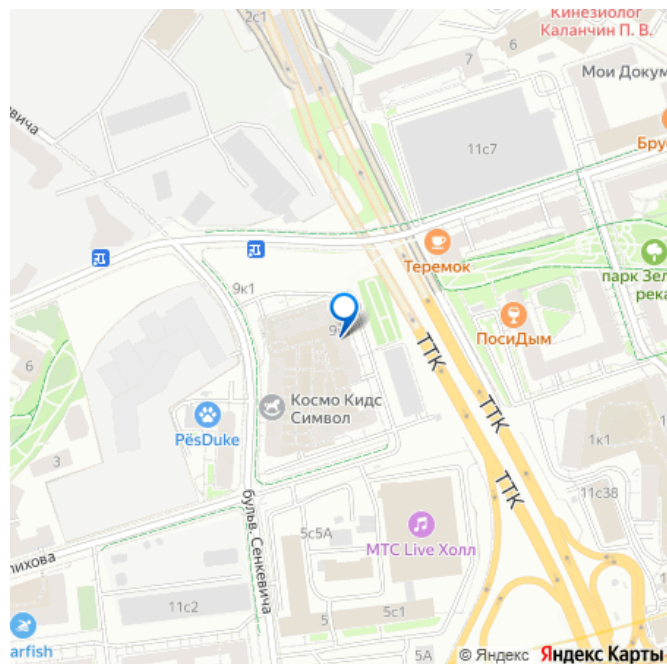 2с1
Кинезиолог
Каланчин П. В.
6
7
Мои Докум
Бру
11с7
евича
Теремок
парк Зел
река
9к1
9
ПосиДым
ТТК
Космо Кидс
Символ
6
ТТК
PёsDuke
1к1
3
ТТК
11с38
бульв. Сенкевича
5с5А
МТС Live Холл
лихова
11с2
5с1
5
5А
arfish
© Яндекс Яндекс Карты